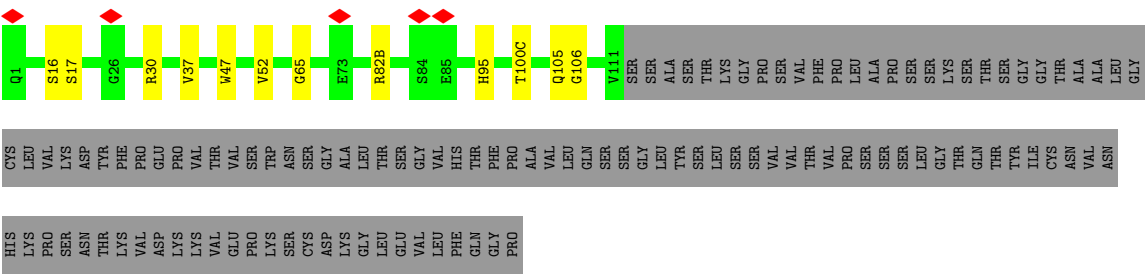 Q1 S16 S17 G26 R30 V37 W47 V52 G65 E73 R82B S84 E85 H95 T100C Q105 G106 V111 SER SER ALA SER THR LYS GLY PRO SER VAL PHE PRO LEU ALA PRO SER SER LYS SER THR SER GLY GLY THR ALA ALA LEU GLY
CYS LEU VAL LYS ASP TYR PHE PRO GLU PRO VAL THR VAL SER TRP ASN SER GLY ALA LEU THR SER GLY VAL HIS THR PHE PRO ALA VAL LEU GLN SER SER GLY LEU TYR SER LEU SER SER VAL VAL THR VAL PRO SER SER SER LEU GLY THR GLN THR TYR ILE CYS ASN VAL ASN
HIS LYS PRO SER ASN THR LYS VAL ASP LYS LYS VAL GLU PRO LYS SER CYS ASP LYS GLY LEU GLU VAL LEU PHE GLN GLY PRO